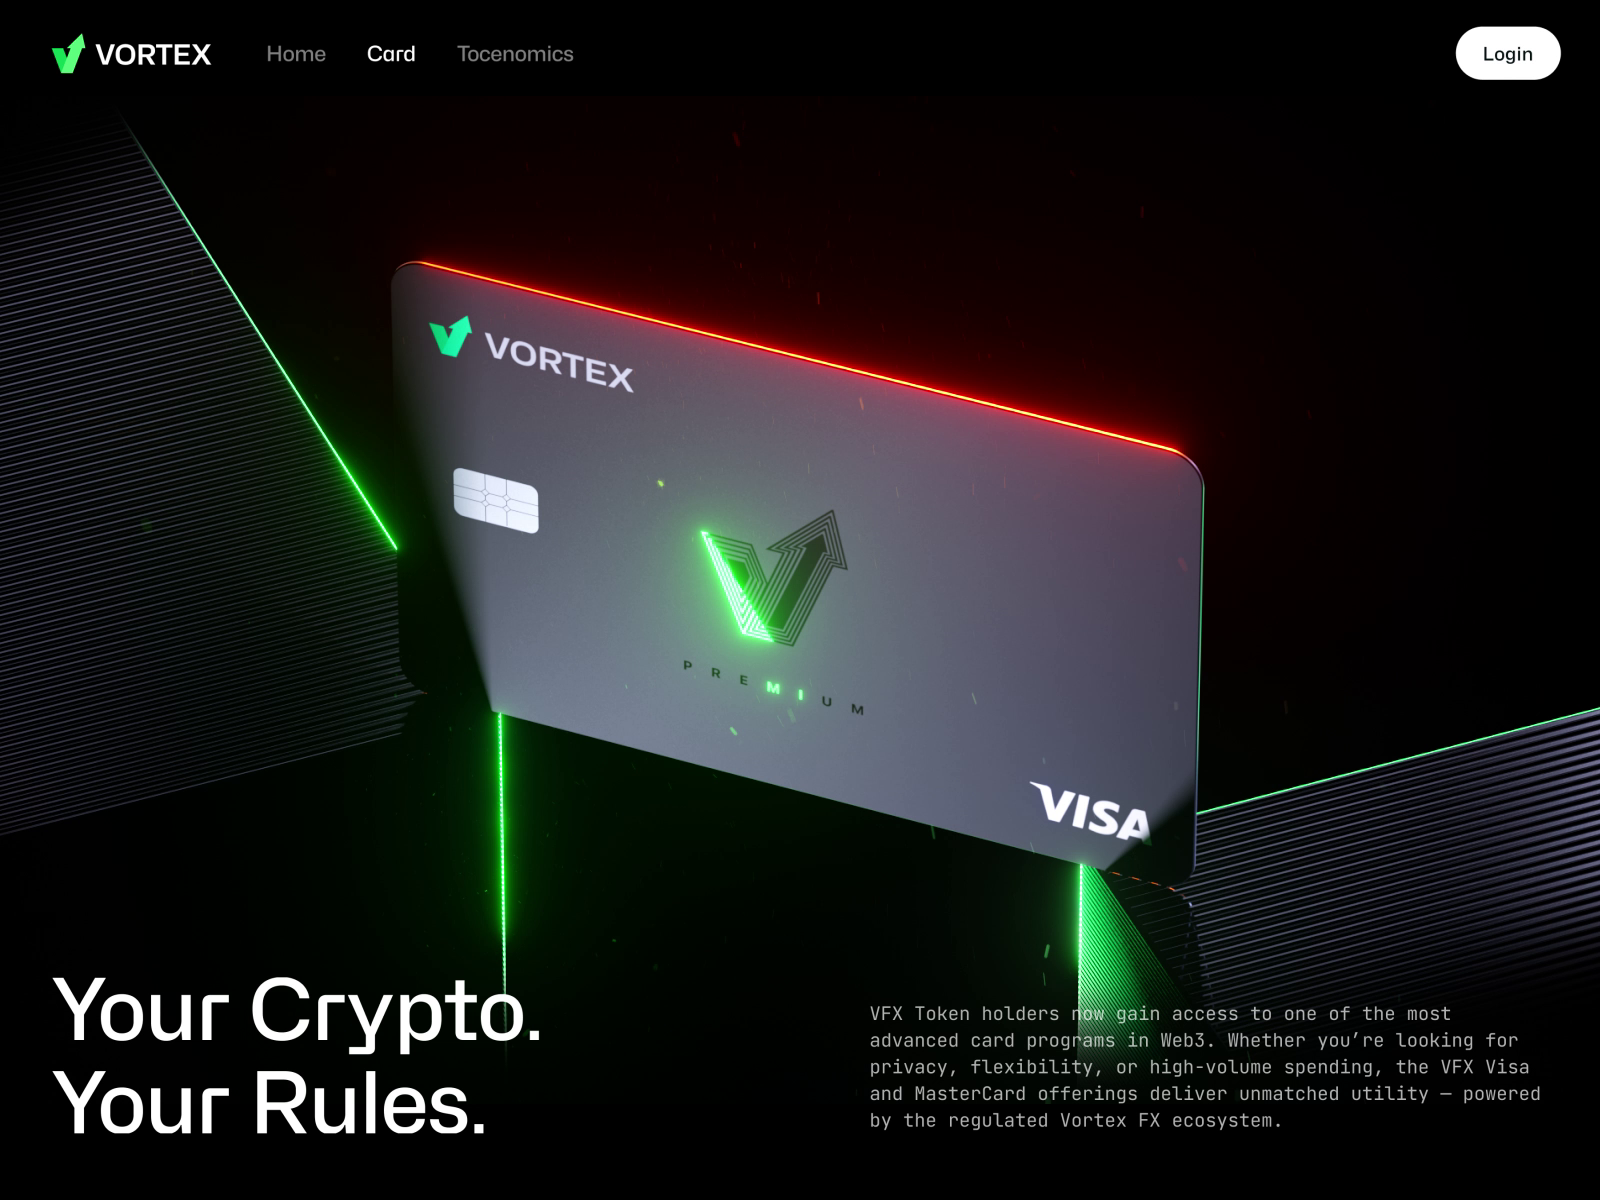 VORTEX
Home
Card
Tocenomics
Login
VORTEX
PREMIUM
VISA
Your Crypto.
Your Rules.
VFX Token holders now gain access to one of the most
advanced card programs in Web3. Whether you’re looking for
privacy, flexibility, or high-volume spending, the VFX Visa
and MasterCard offerings deliver unmatched utility — powered
by the regulated Vortex FX ecosystem.